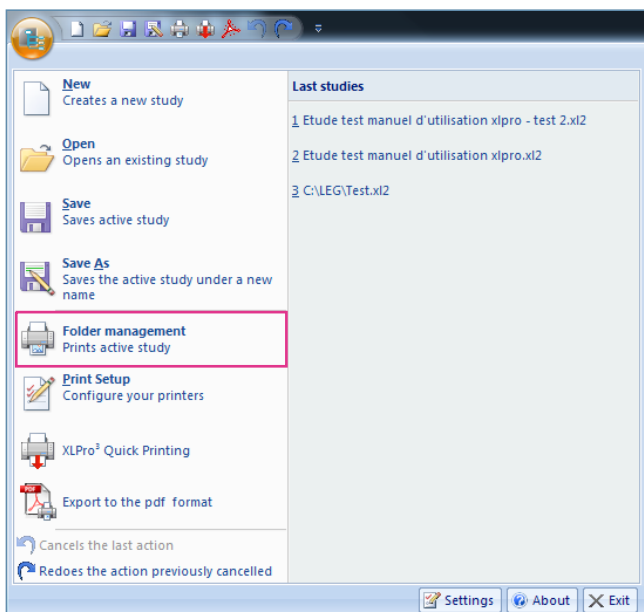 New
Creates a new study
Open
Opens an existing study
Save
Saves active study
Save As
Saves the active study under a new
name
Folder management
Prints active study
Print Setup
Configure your printers
XLPro³ Quick Printing
PDF
Export to the pdf format
Cancels the last action
Redoes the action previously cancelled
Last studies
1 Etude test manuel d'utilisation xlpro - test 2.xl2
2 Etude test manuel d'utilisation xlpro.xl2
3 C:\LEG\Test.xl2
Settings
About
Exit